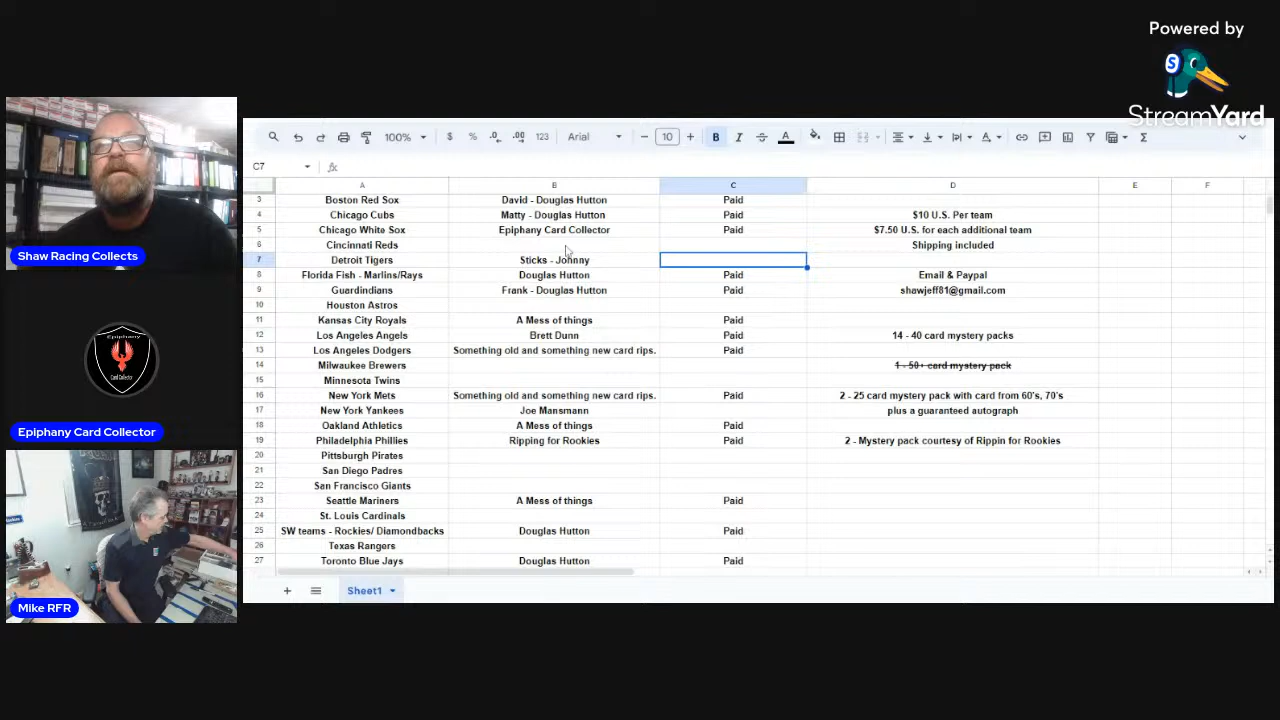 Powered by
S
StreamYard
100%
$ % .0 .00 123
Arial
10
B I A
Σ
C7
fx
A B C D E F
3 Boston Red Sox David - Douglas Hutton Paid
4 Chicago Cubs Matty - Douglas Hutton Paid $10 U.S. Per team
5 Chicago White Sox Epiphany Card Collector Paid $7.50 U.S. for each additional team
6 Cincinnati Reds Shipping included
7 Detroit Tigers Sticks - Johnny
8 Florida Fish - Marlins/Rays Douglas Hutton Paid Email & Paypal
9 Guardindians Frank - Douglas Hutton Paid shawjeff81@gmail.com
10 Houston Astros
11 Kansas City Royals A Mess of things Paid
12 Los Angeles Angels Brett Dunn Paid 14 - 40 card mystery packs
13 Los Angeles Dodgers Something old and something new card rips. Paid
14 Milwaukee Brewers 1 - 50+ card mystery pack
15 Minnesota Twins
16 New York Mets Something old and something new card rips. Paid 2 - 25 card mystery pack with card from 60's, 70's
17 New York Yankees Joe Mansmann plus a guaranteed autograph
18 Oakland Athletics A Mess of things Paid
19 Philadelphia Phillies Ripping for Rookies Paid 2 - Mystery pack courtesy of Rippin for Rookies
20 Pittsburgh Pirates
21 San Diego Padres
22 San Francisco Giants
23 Seattle Mariners A Mess of things Paid
24 St. Louis Cardinals
25 SW teams - Rockies/ Diamondbacks Douglas Hutton Paid
26 Texas Rangers
27 Toronto Blue Jays Douglas Hutton Paid
Sheet1
Shaw Racing Collects
Epiphany
Card Collector
Epiphany Card Collector
Mike RFR